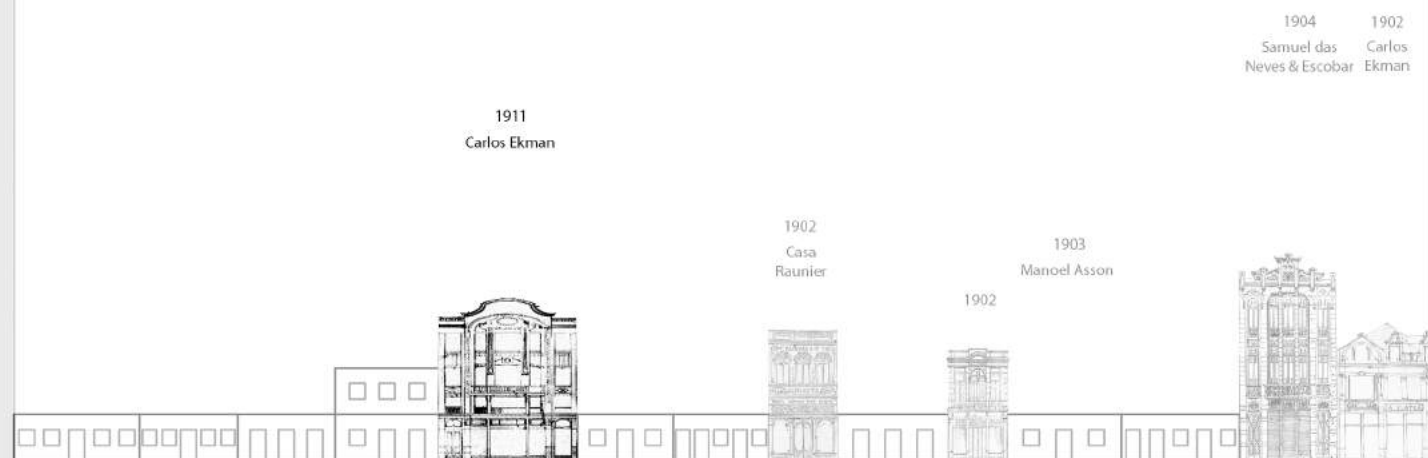 1904
Samuel das
Neves & Escobar
1902
Carlos
Ekman
1911
Carlos Ekman
1902
Casa
Raunier
1903
Manoel Asson
1902